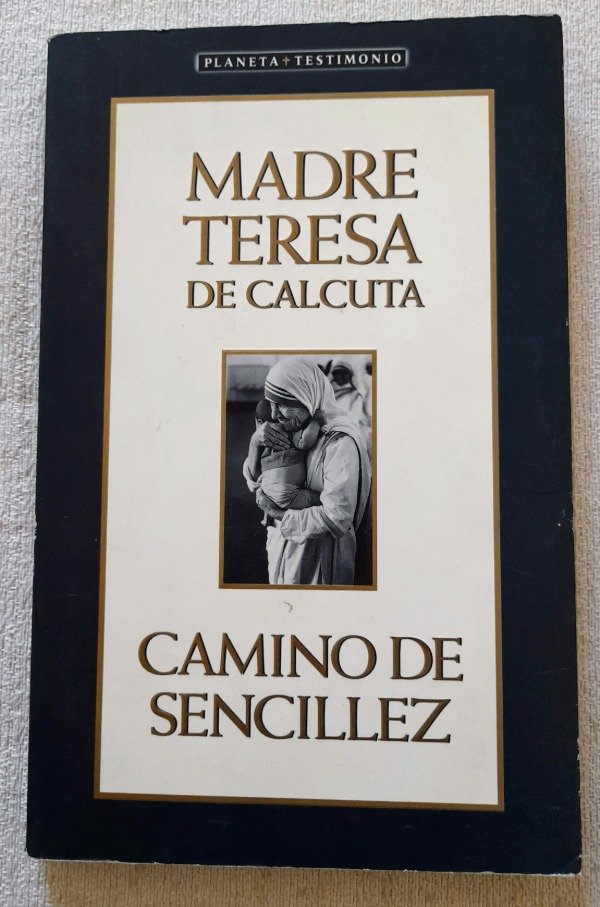 PLANETA✝TESTIMONIO
MADRE
TERESA
DE CALCUTA
CAMINO DE
SENCILLEZ